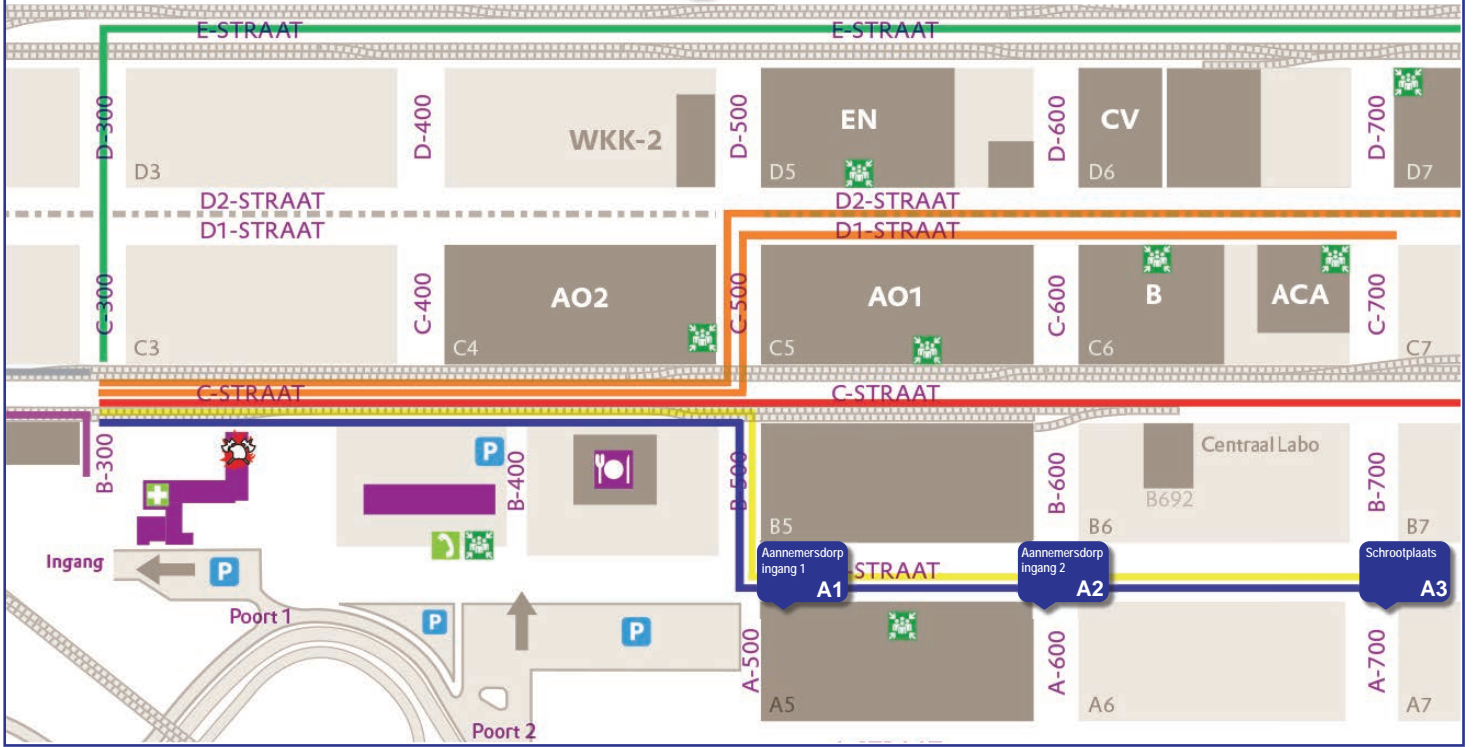 E-STRAAT
E-STRAAT
D-300
D-400
D-500
D-600
D-700
WKK-2
EN
CV
D3
D5
D6
D7
D2-STRAAT
D2-STRAAT
D1-STRAAT
D1-STRAAT
C-300
C-400
C-500
C-600
C-700
AO2
AO1
B
ACA
C3
C4
C5
C6
C7
C-STRAAT
C-STRAAT
B-300
B-400
B-500
B-600
B-700
P
Centraal Labo
B692
B5
B6
B7
Ingang
P
Aannemersdorp
ingang 1
A1
-STRAAT
Aannemersdorp
ingang 2
A2
Schrootplaats
A3
Poort 1
P
P
A-500
A-600
A-700
A5
A6
A7
Poort 2